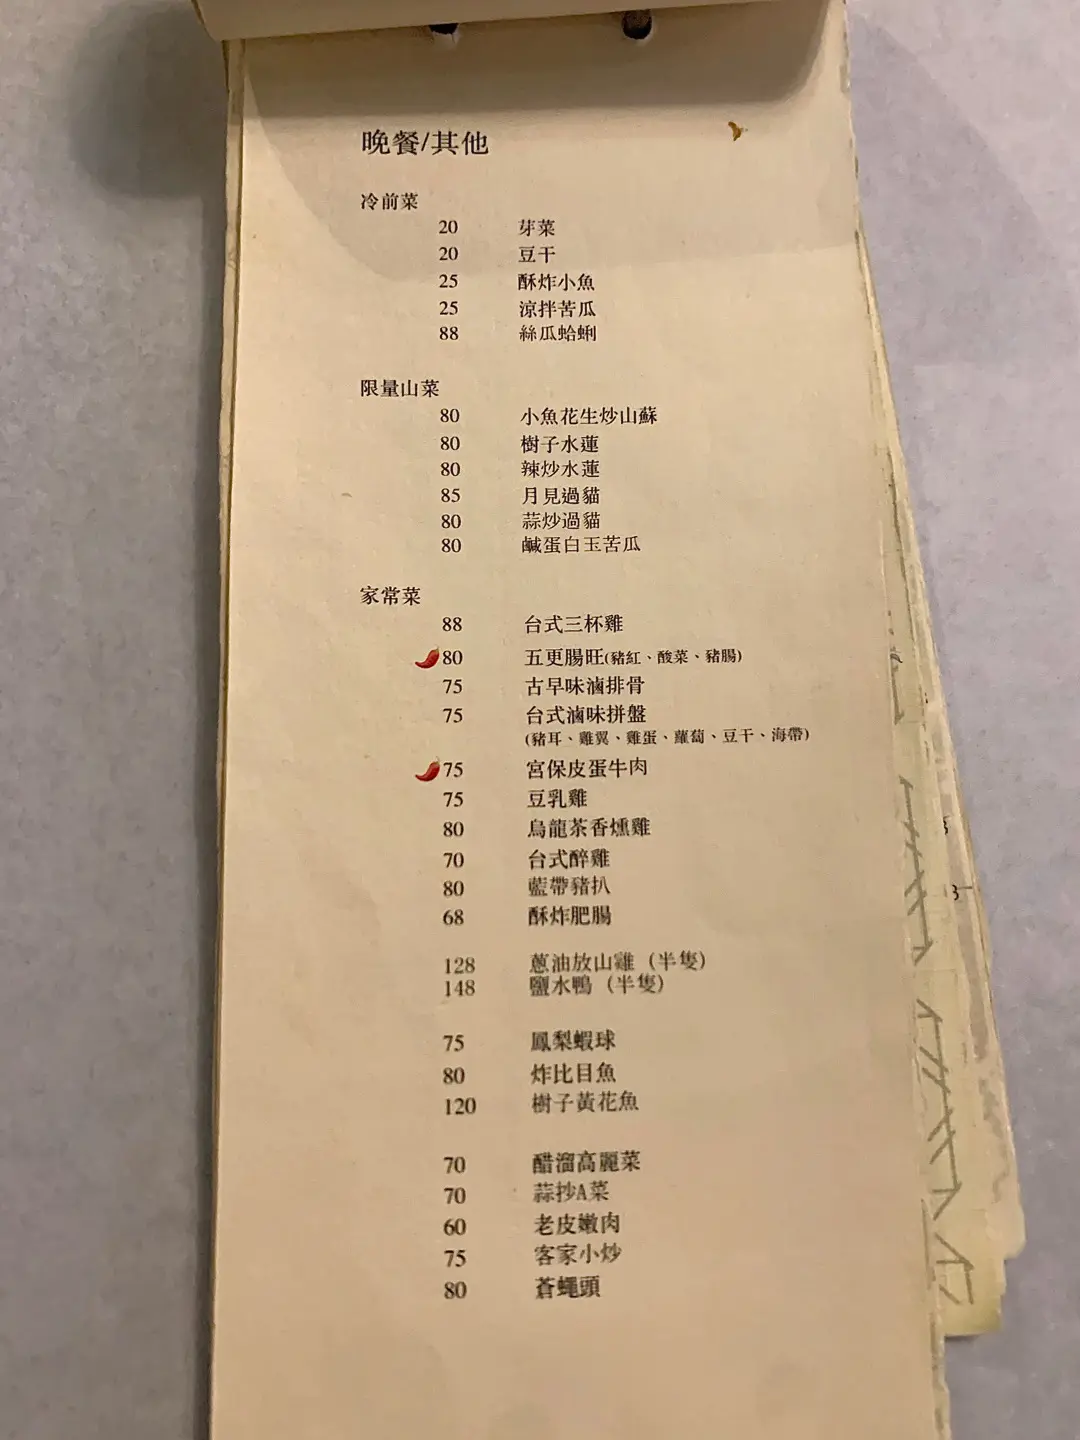 晚餐/其他
冷前菜
20 芽菜
20 豆干
25 酥炸小魚
25 涼拌苦瓜
88 絲瓜蛤蜊
限量山菜
80 小魚花生炒山蘇
80 樹子水蓮
80 辣炒水蓮
85 月見過貓
80 蒜炒過貓
80 鹹蛋白玉苦瓜
家常菜
88 台式三杯雞
80 五更腸旺(豬紅、酸菜、豬腸)
75 古早味滷排骨
75 台式滷味拼盤
(豬耳、雞翼、雞蛋、蘿蔔、豆干、海帶)
75 宮保皮蛋牛肉
75 豆乳雞
80 烏龍茶香燻雞
70 台式醉雞
80 藍帶豬扒
68 酥炸肥腸
128 蔥油放山雞（半隻）
148 鹽水鴨（半隻）
75 鳳梨蝦球
80 炸比目魚
120 樹子黃花魚
70 醋溜高麗菜
70 蒜抄A菜
60 老皮嫩肉
75 客家小炒
80 蒼蠅頭